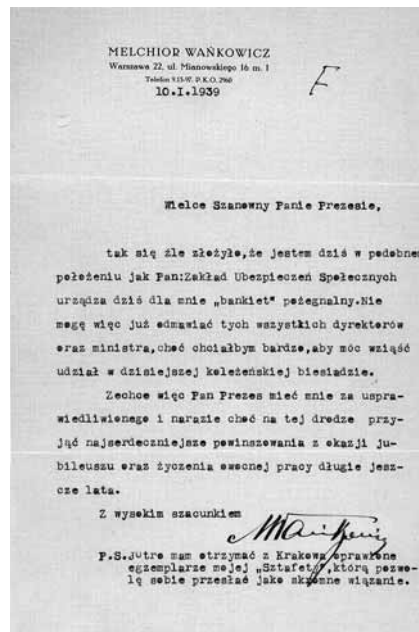 MELCHIOR WAŃKOWICZ
Warszawa 22, ul. Mianowskiego 16 m. 1
Telefon 9.13-97. P.K.O. 2960
10.I.1939
F
Wielce Szanowny Panie Prezesie,
tak się źle złożyło,że jestem dziś w podobnem
położeniu jak Pan:Zakład Ubezpieczeń Społecznych
urządza dziś dla mnie „bankiet" pożegnalny.Nie
mogę więc już odmawiać tych wszystkich dyrektorów
oraz ministra,choć chciałbym bardzo,aby móc wziąść
udział w dzisiejszej koleżeńskiej biesiadzie.
Zechce więc Pan Prezes mieć mnie za uspra-
wiedliwionego i narazie choć na tej drodze przy-
jąć najserdeczniejsze powinszowania z okazji ju-
bileuszu oraz życzenia owocnej pracy długie jesz-
cze lata.
Z wysokim szacunkiem
P.S.Jutro mam otrzymać z Krakowa oprawione
egzemplarze mojej „Sztafety",którą pozwo-
lę sobie przesłać jako skromne wiązanie.